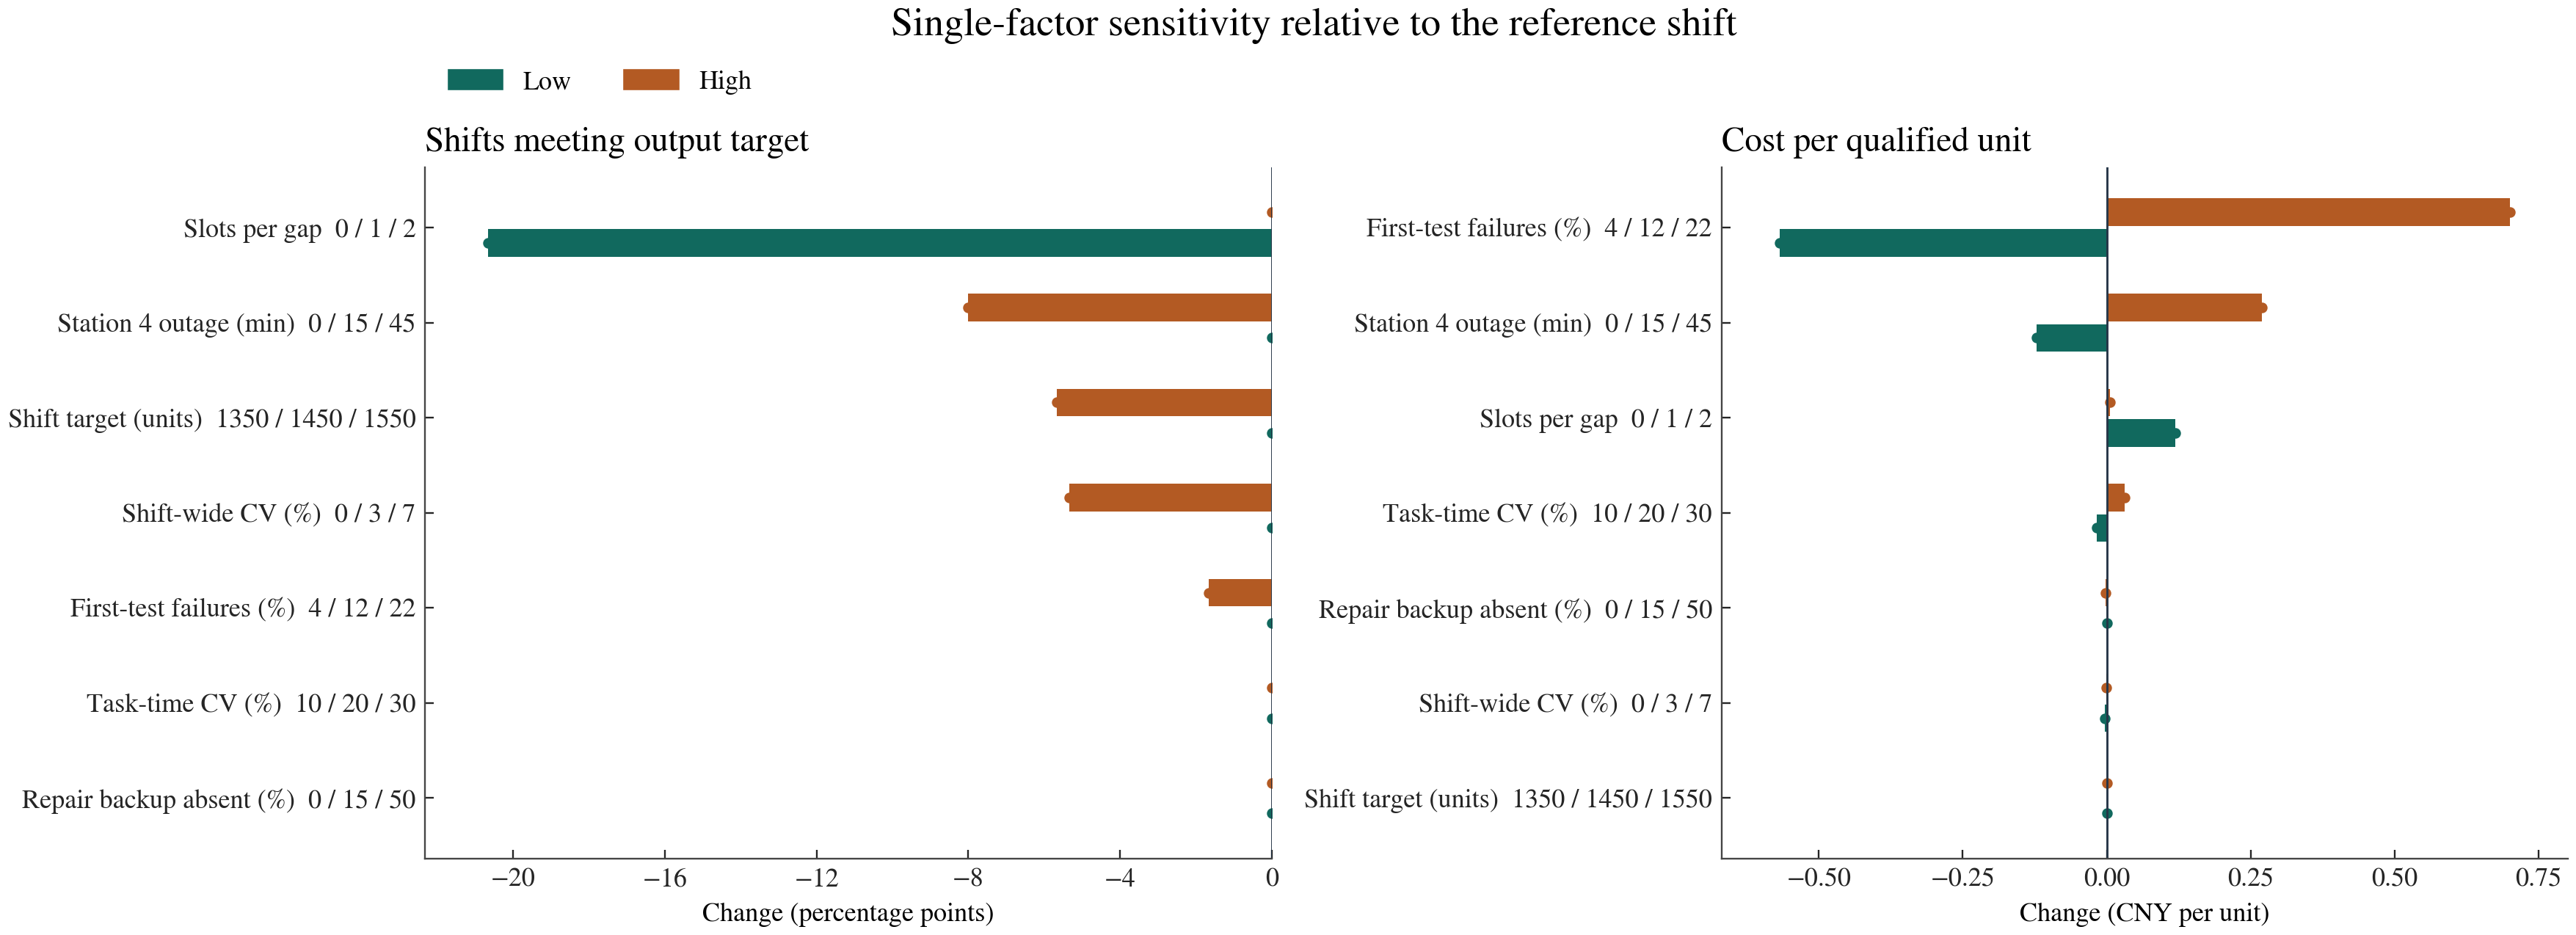 Single-factor sensitivity relative to the reference shift
Low
High
Shifts meeting output target
Slots per gap 0 / 1 / 2
Station 4 outage (min) 0 / 15 / 45
Shift target (units) 1350 / 1450 / 1550
Shift-wide CV (%) 0 / 3 / 7
First-test failures (%) 4 / 12 / 22
Task-time CV (%) 10 / 20 / 30
Repair backup absent (%) 0 / 15 / 50
−20 −16 −12 −8 −4 0
Change (percentage points)
Cost per qualified unit
First-test failures (%) 4 / 12 / 22
Station 4 outage (min) 0 / 15 / 45
Slots per gap 0 / 1 / 2
Task-time CV (%) 10 / 20 / 30
Repair backup absent (%) 0 / 15 / 50
Shift-wide CV (%) 0 / 3 / 7
Shift target (units) 1350 / 1450 / 1550
−0.50 −0.25 0.00 0.25 0.50 0.75
Change (CNY per unit)